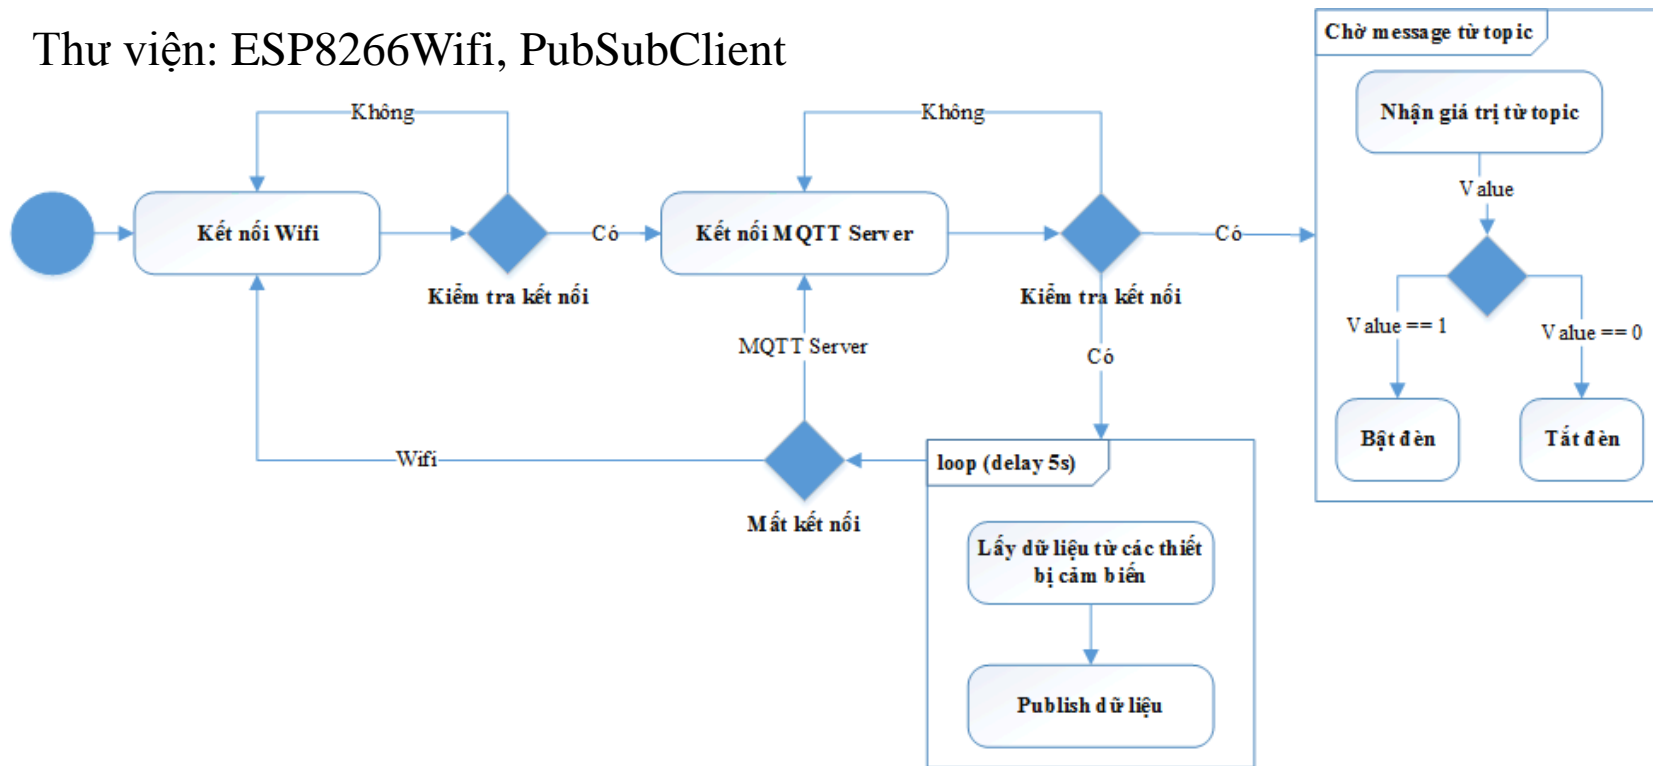 Thư viện: ESP8266Wifi, PubSubClient
Không
Kết nối Wifi
Có
Kiểm tra kết nối
Không
Kết nối MQTT Server
Có
Kiểm tra kết nối
MQTT Server
Có
Wifi
Mất kết nối
loop (delay 5s)
Lấy dữ liệu từ các thiết
bị cảm biến
Publish dữ liệu
Chờ message từ topic
Nhận giá trị từ topic
Value
Value == 1
Value == 0
Bật đèn
Tắt đèn